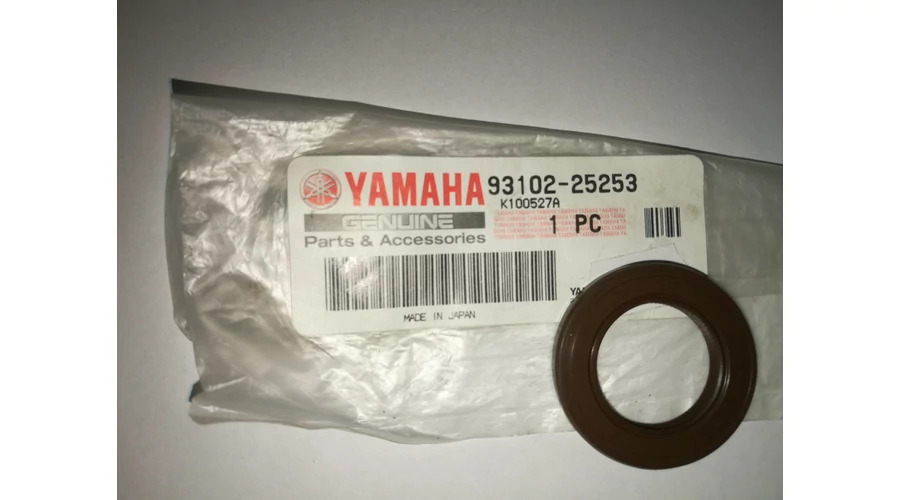 YAMAHA 93102-25253
K100527A
GENUINE
1 PC
Parts & Accessories
MADE IN JAPAN